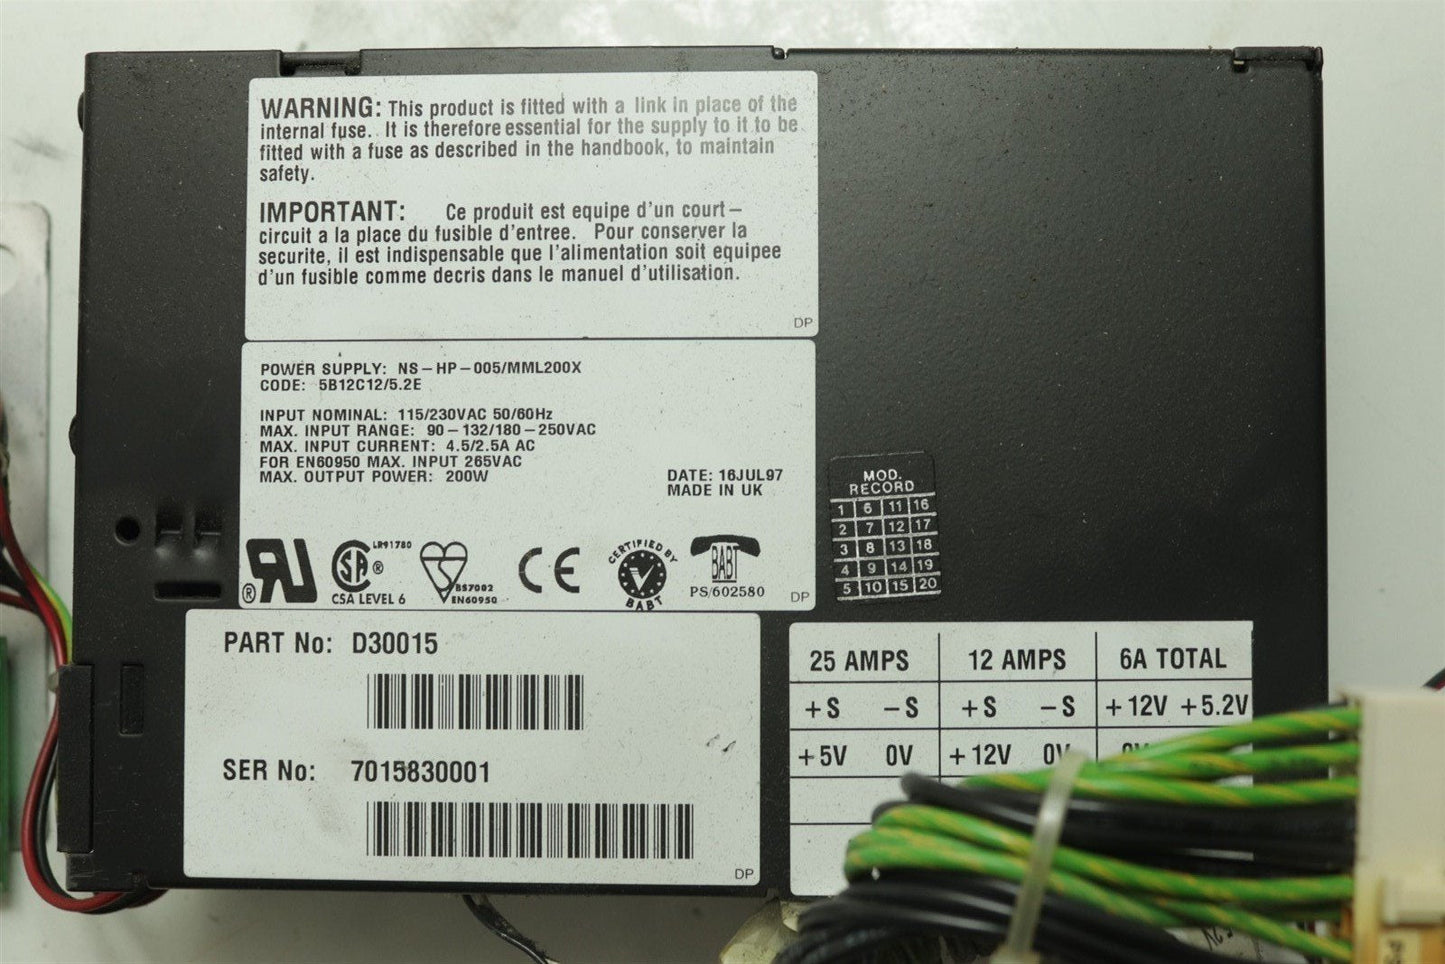 WARNING: This product is fitted with a link in place of the
internal fuse. It is therefore essential for the supply to it to be
fitted with a fuse as described in the handbook, to maintain
safety.
IMPORTANT: Ce produit est equipe d'un court–
circuit a la place du fusible d'entree. Pour conserver la
securite, il est indispensable que l'alimentation soit equipee
d'un fusible comme decris dans le manuel d'utilisation.
DP
POWER SUPPLY: NS–HP–005/MML200X
CODE: 5B12C12/5.2E
INPUT NOMINAL: 115/230VAC 50/60Hz
MAX. INPUT RANGE: 90–132/180–250VAC
MAX. INPUT CURRENT: 4.5/2.5A AC
FOR EN60950 MAX. INPUT 265VAC
MAX. OUTPUT POWER: 200W
DATE: 16JUL97
MADE IN UK
LR91780
CSA LEVEL 6
BS7002
EN60950
CE
CERTIFIED BY
BABT
BABT
PS/602580
DP
MOD.
RECORD
1 6 11 16
2 7 12 17
3 8 13 18
4 9 14 19
5 10 15 20
PART No: D30015
SER No: 7015830001
DP
25 AMPS 12 AMPS 6A TOTAL
+S –S +S –S +12V +5.2V
+5V 0V +12V 0V 0V